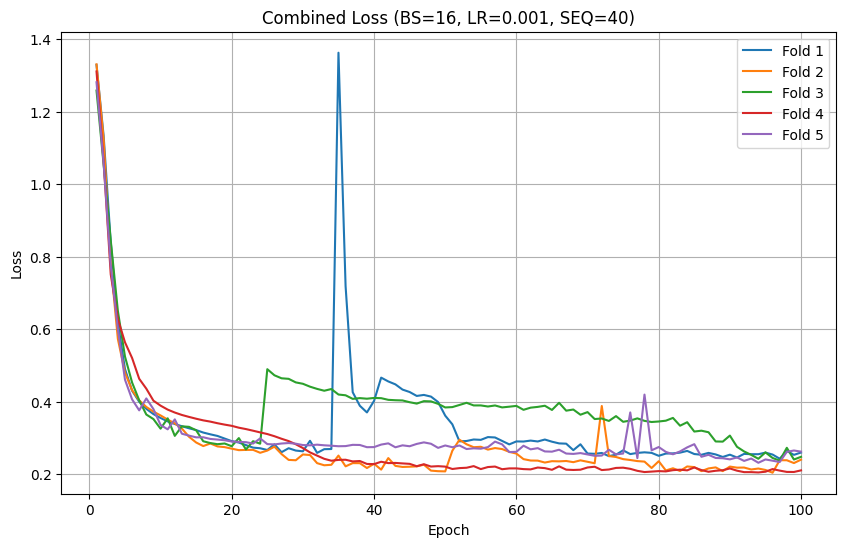 Combined Loss (BS=16, LR=0.001, SEQ=40)
Loss
1.4
1.2
1.0
0.8
0.6
0.4
0.2
Fold 1
Fold 2
Fold 3
Fold 4
Fold 5
0 20 40 60 80 100
Epoch